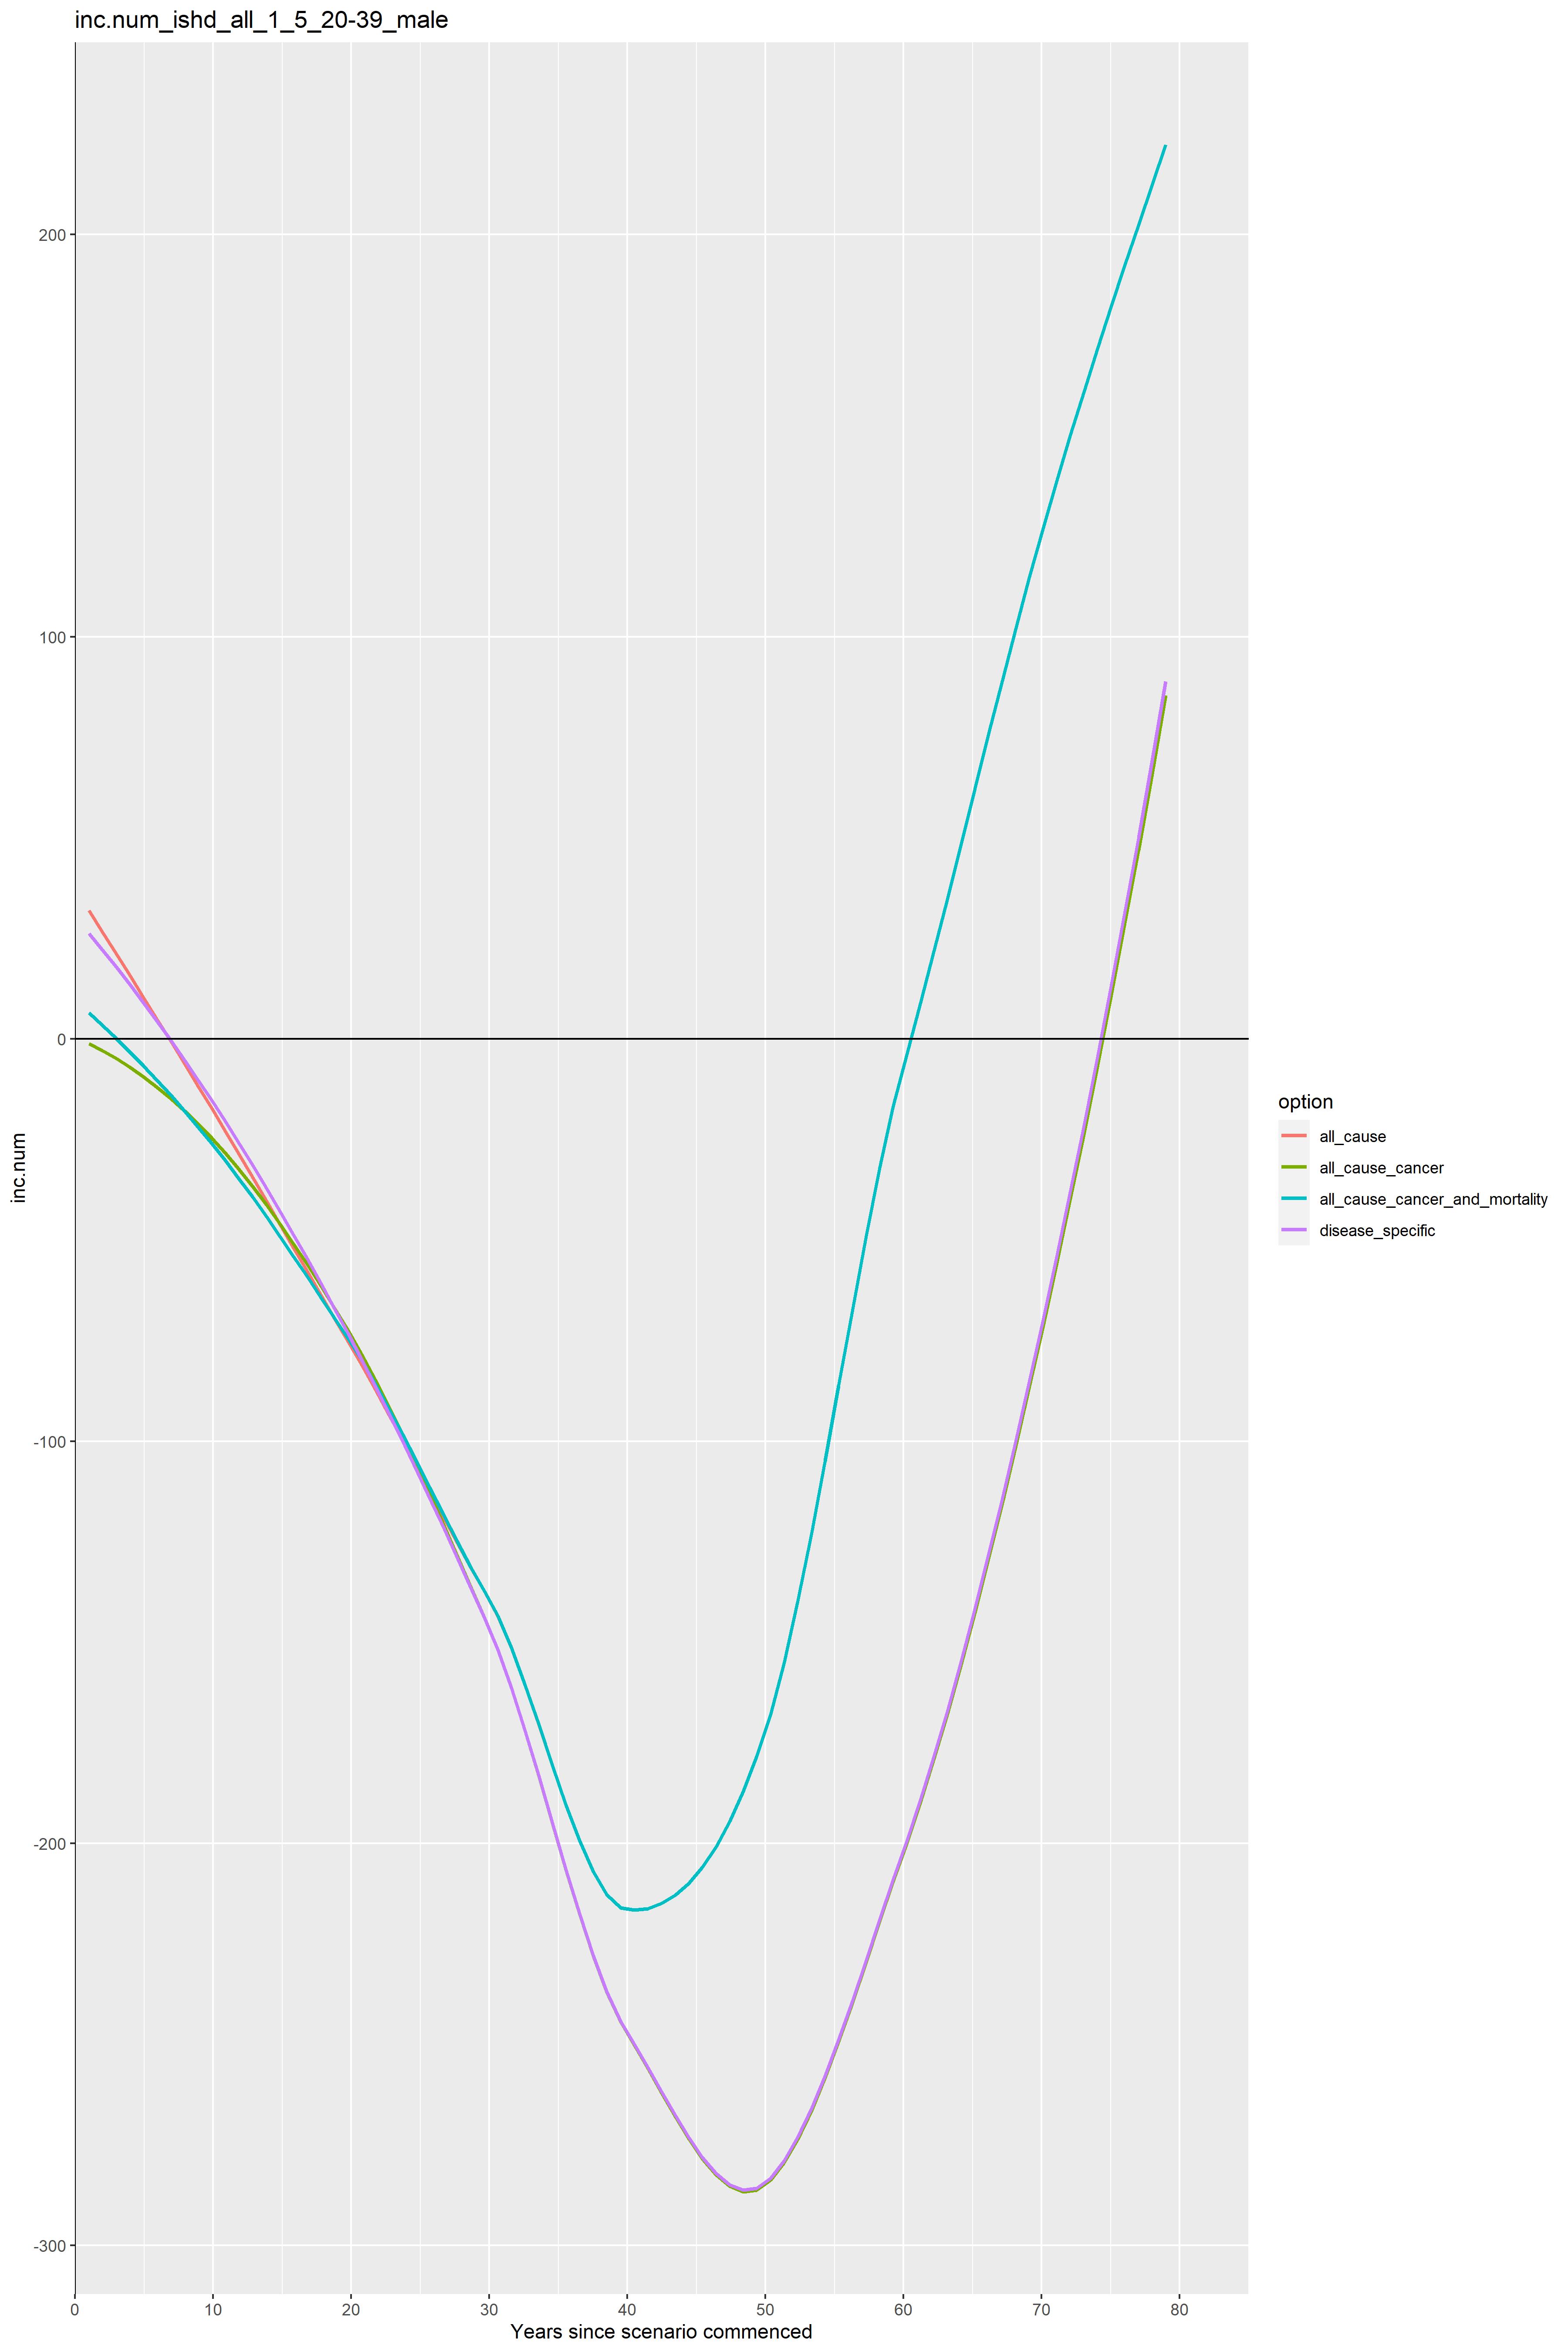 inc.num_ishd_all_1_5_20-39_male
200
100
0
-100
-200
-300
inc.num
0 10 20 30 40 50 60 70 80
Years since scenario commenced
option
all_cause
all_cause_cancer
all_cause_cancer_and_mortality
disease_specific